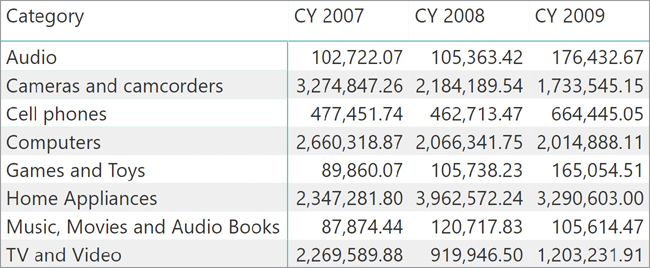 Category CY 2007 CY 2008 CY 2009
Audio 102,722.07 105,363.42 176,432.67
Cameras and camcorders 3,274,847.26 2,184,189.54 1,733,545.15
Cell phones 477,451.74 462,713.47 664,445.05
Computers 2,660,318.87 2,066,341.75 2,014,888.11
Games and Toys 89,860.07 105,738.23 165,054.51
Home Appliances 2,347,281.80 3,962,572.24 3,290,603.00
Music, Movies and Audio Books 87,874.44 120,717.83 105,614.47
TV and Video 2,269,589.88 919,946.50 1,203,231.91